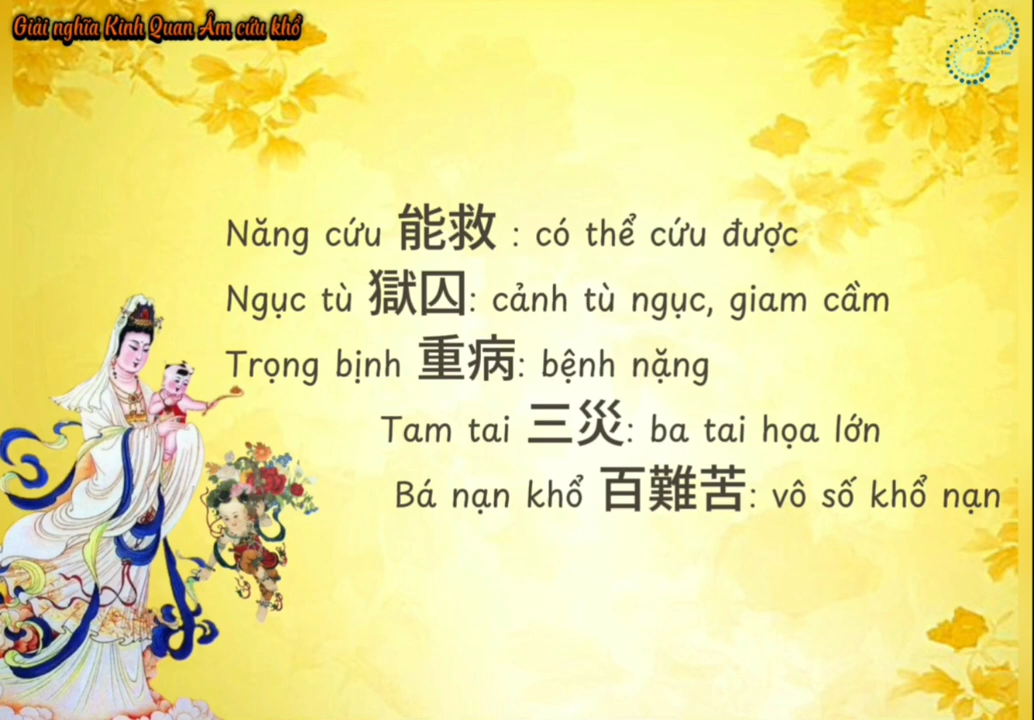 Giải nghĩa Kinh Quan Âm cứu khổ
Năng cứu 能救 : có thể cứu được
Ngục tù 獄囚: cảnh tù ngục, giam cầm
Trọng bịnh 重病: bệnh nặng
Tam tai 三災: ba tai họa lớn
Bá nạn khổ 百難苦: vô số khổ nạn